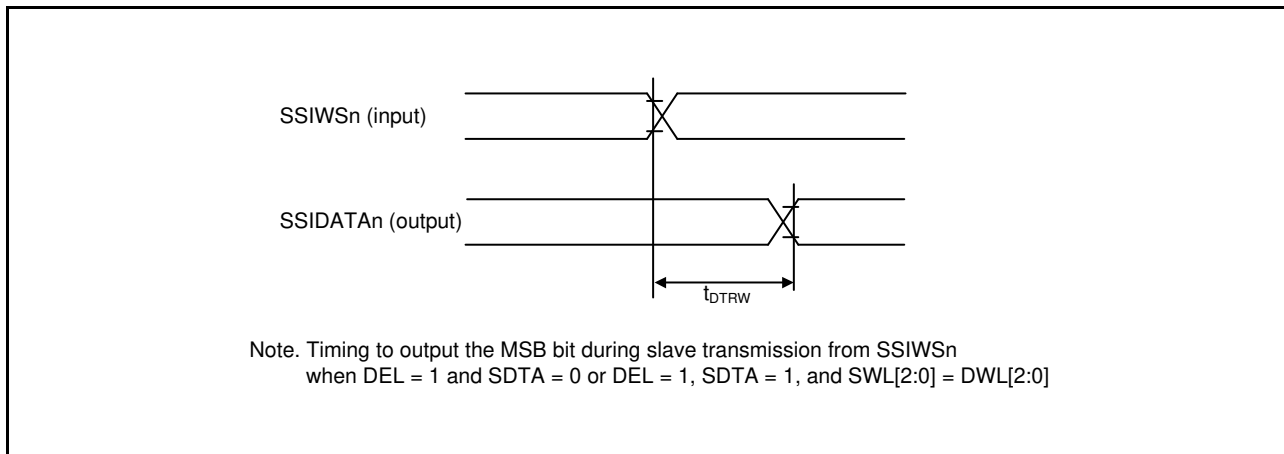 SSIWSn (input)
SSIDATAn (output)
tDTRW
Note. Timing to output the MSB bit during slave transmission from SSIWSn
when DEL = 1 and SDTA = 0 or DEL = 1, SDTA = 1, and SWL[2:0] = DWL[2:0]